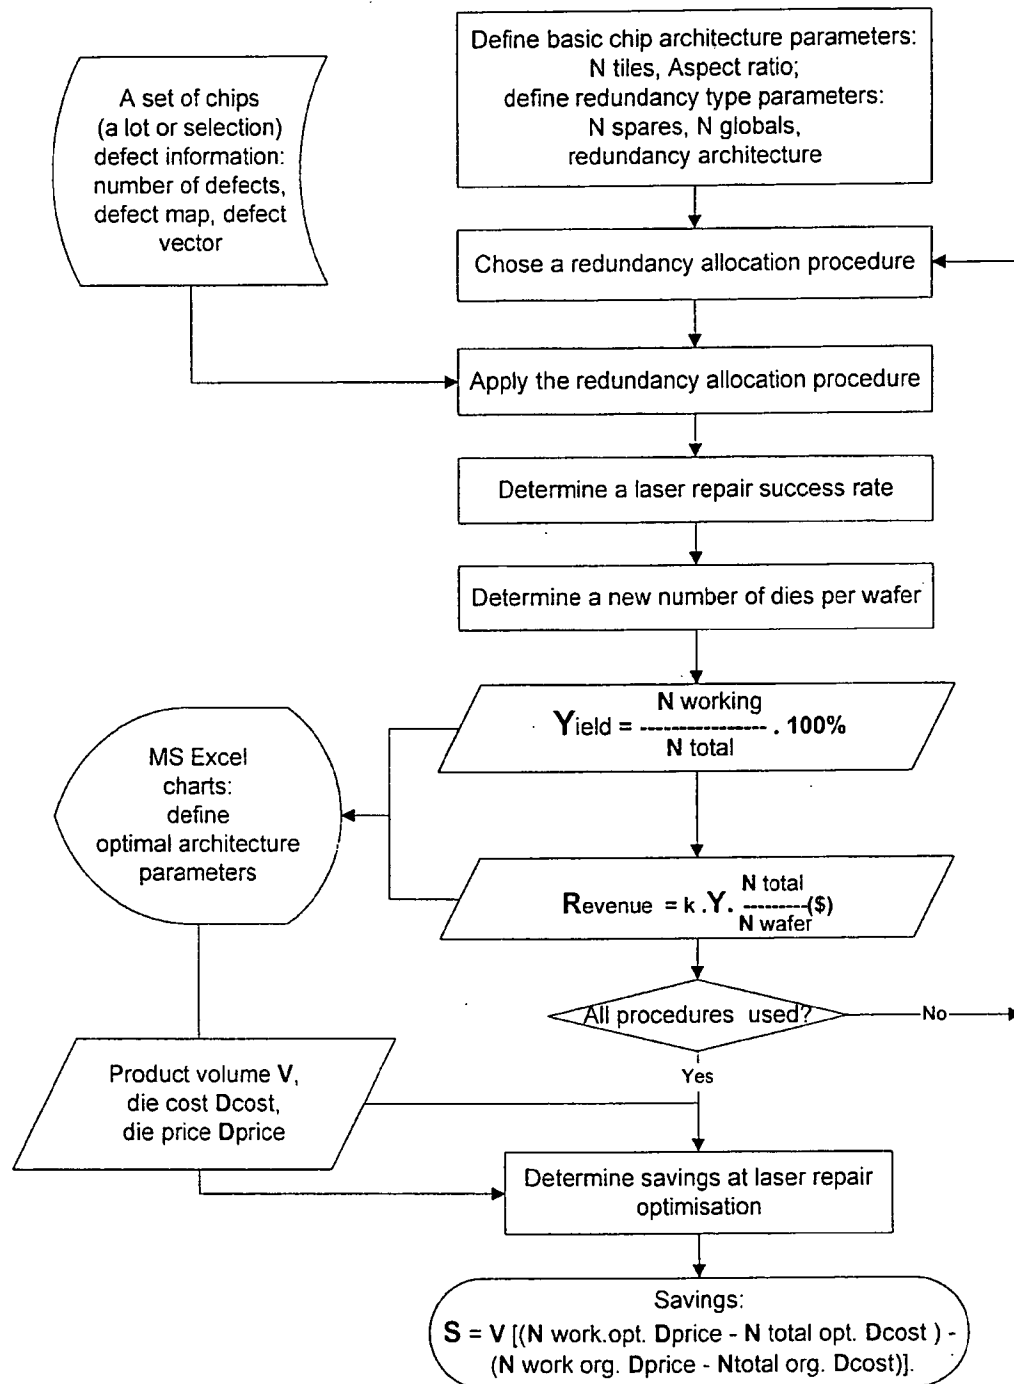 Define basic chip architecture parameters:
N tiles, Aspect ratio;
define redundancy type parameters:
N spares, N globals,
redundancy architecture
A set of chips
(a lot or selection)
defect information:
number of defects,
defect map, defect
vector
Chose a redundancy allocation procedure
Apply the redundancy allocation procedure
Determine a laser repair success rate
Determine a new number of dies per wafer
N working
Yield = ---------------- . 100%
N total
MS Excel
charts:
define
optimal architecture
parameters
N total
Revenue = k .Y. ---------($)
N wafer
All procedures used?
No
Yes
Product volume V,
die cost Dcost,
die price Dprice
Determine savings at laser repair
optimisation
Savings:
S = V [(N work.opt. Dprice - N total opt. Dcost ) -
(N work org. Dprice - Ntotal org. Dcost)].